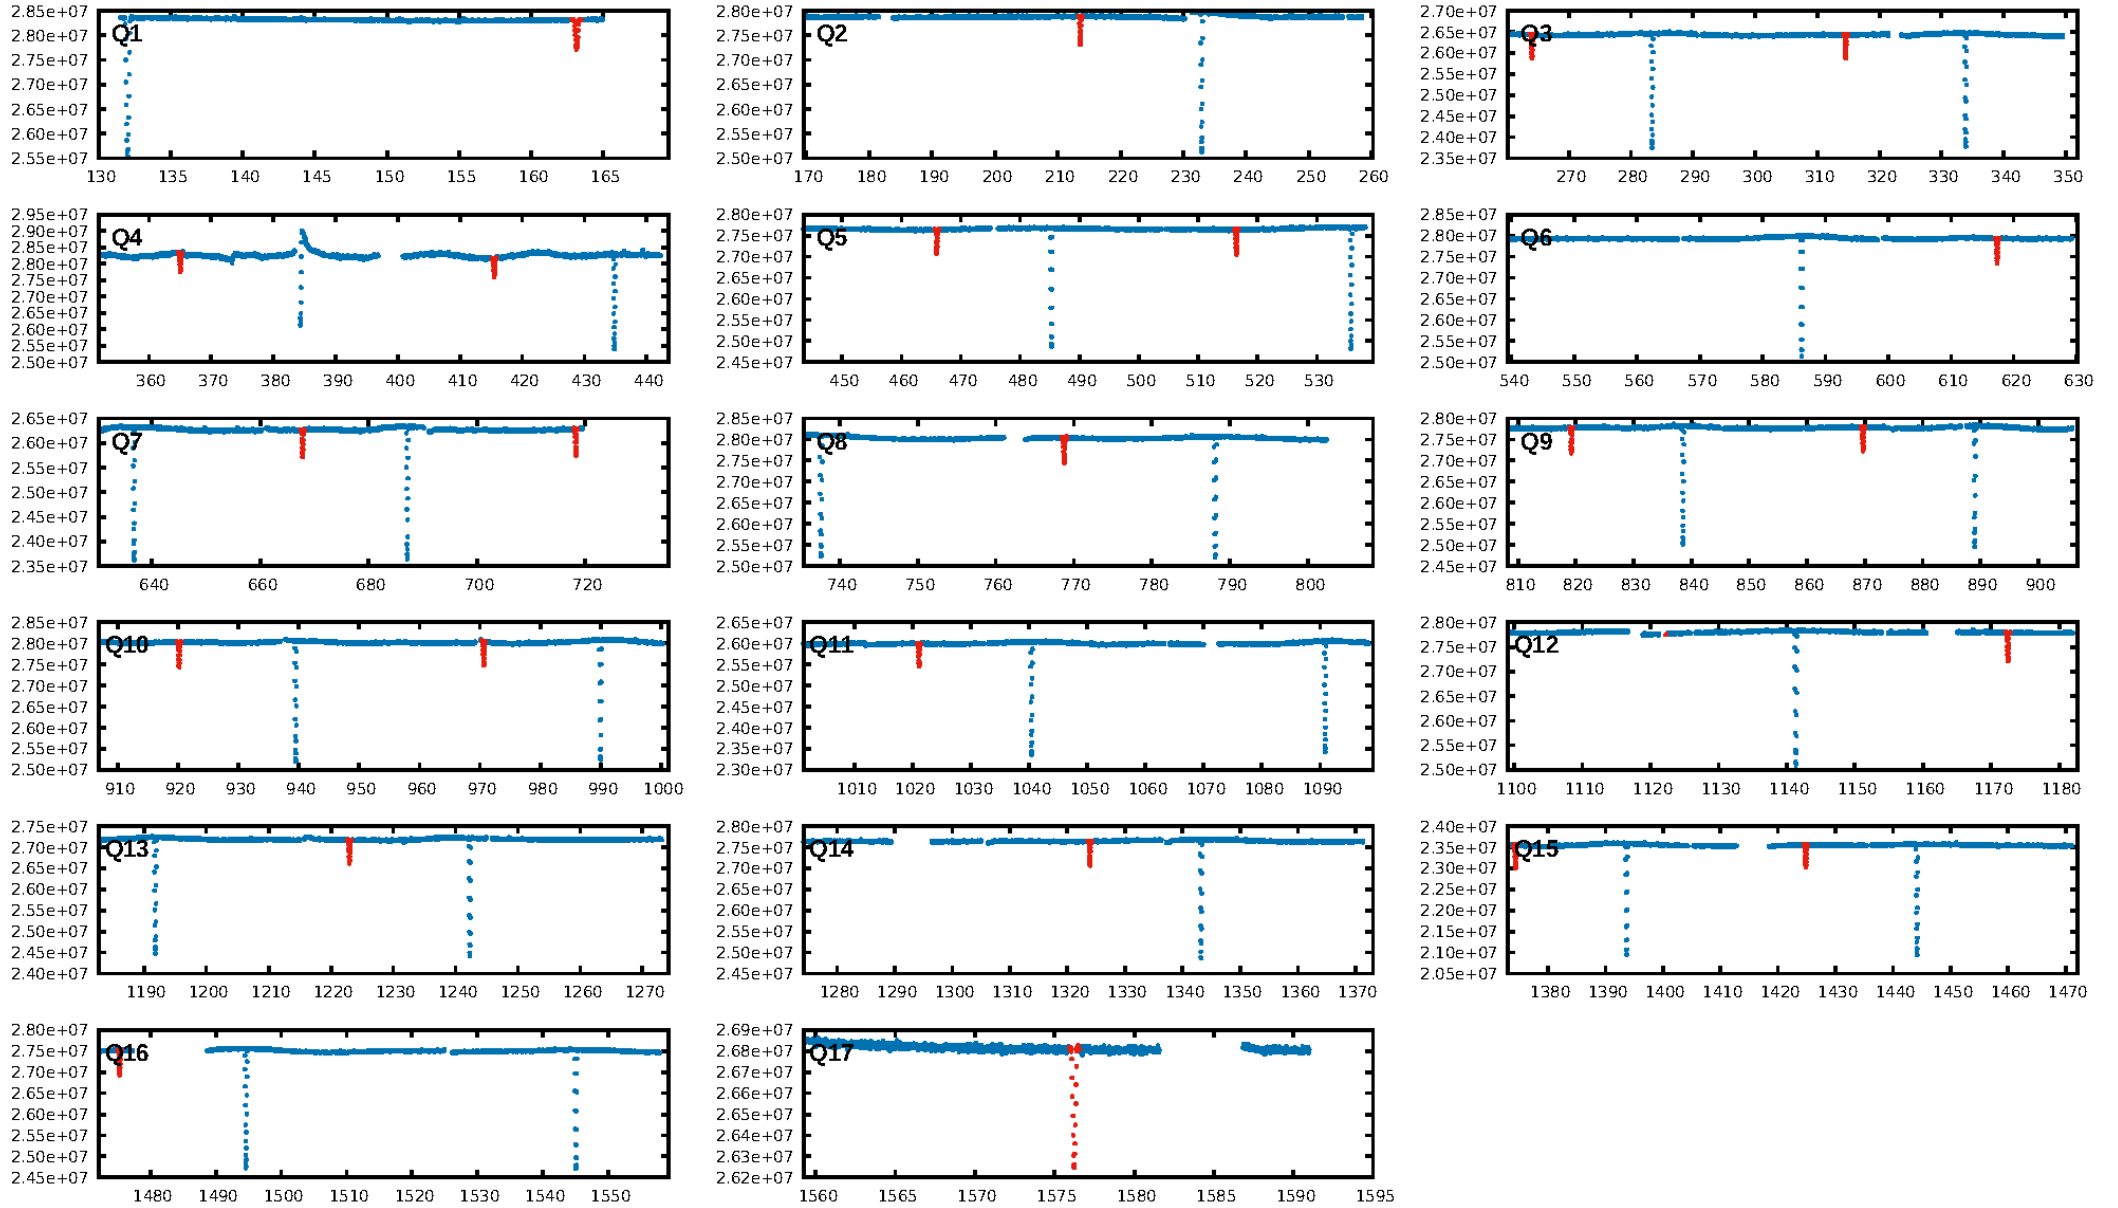 2.85e+07 2.80e+07 2.75e+07 2.70e+07 2.65e+07 2.60e+07 2.55e+07
Q1
130 135 140 145 150 155 160 165
2.80e+07 2.75e+07 2.70e+07 2.65e+07 2.60e+07 2.55e+07 2.50e+07
Q2
170 180 190 200 210 220 230 240 250 260
2.70e+07 2.65e+07 2.60e+07 2.55e+07 2.50e+07 2.45e+07 2.40e+07 2.35e+07
Q3
270 280 290 300 310 320 330 340 350
2.95e+07 2.90e+07 2.85e+07 2.80e+07 2.75e+07 2.70e+07 2.65e+07 2.60e+07 2.55e+07 2.50e+07
Q4
360 370 380 390 400 410 420 430 440
2.80e+07 2.75e+07 2.70e+07 2.65e+07 2.60e+07 2.55e+07 2.50e+07 2.45e+07
Q5
450 460 470 480 490 500 510 520 530
2.85e+07 2.80e+07 2.75e+07 2.70e+07 2.65e+07 2.60e+07 2.55e+07 2.50e+07
Q6
540 550 560 570 580 590 600 610 620 630
2.65e+07 2.60e+07 2.55e+07 2.50e+07 2.45e+07 2.40e+07 2.35e+07
Q7
640 660 680 700 720
2.85e+07 2.80e+07 2.75e+07 2.70e+07 2.65e+07 2.60e+07 2.55e+07 2.50e+07
Q8
740 750 760 770 780 790 800
2.80e+07 2.75e+07 2.70e+07 2.65e+07 2.60e+07 2.55e+07 2.50e+07 2.45e+07
Q9
810 820 830 840 850 860 870 880 890 900
2.85e+07 2.80e+07 2.75e+07 2.70e+07 2.65e+07 2.60e+07 2.55e+07 2.50e+07
Q10
910 920 930 940 950 960 970 980 990 1000
2.65e+07 2.60e+07 2.55e+07 2.50e+07 2.45e+07 2.40e+07 2.35e+07 2.30e+07
Q11
1010 1020 1030 1040 1050 1060 1070 1080 1090
2.80e+07 2.75e+07 2.70e+07 2.65e+07 2.60e+07 2.55e+07 2.50e+07
Q12
1100 1110 1120 1130 1140 1150 1160 1170 1180
2.75e+07 2.70e+07 2.65e+07 2.60e+07 2.55e+07 2.50e+07 2.45e+07 2.40e+07
Q13
1190 1200 1210 1220 1230 1240 1250 1260 1270
2.80e+07 2.75e+07 2.70e+07 2.65e+07 2.60e+07 2.55e+07 2.50e+07 2.45e+07
Q14
1280 1290 1300 1310 1320 1330 1340 1350 1360 1370
2.40e+07 2.35e+07 2.30e+07 2.25e+07 2.20e+07 2.15e+07 2.10e+07 2.05e+07
Q15
1380 1390 1400 1410 1420 1430 1440 1450 1460 1470
2.80e+07 2.75e+07 2.70e+07 2.65e+07 2.60e+07 2.55e+07 2.50e+07 2.45e+07
Q16
1480 1490 1500 1510 1520 1530 1540 1550
2.69e+07 2.68e+07 2.67e+07 2.66e+07 2.65e+07 2.64e+07 2.63e+07 2.62e+07
Q17
1560 1565 1570 1575 1580 1585 1590 1595